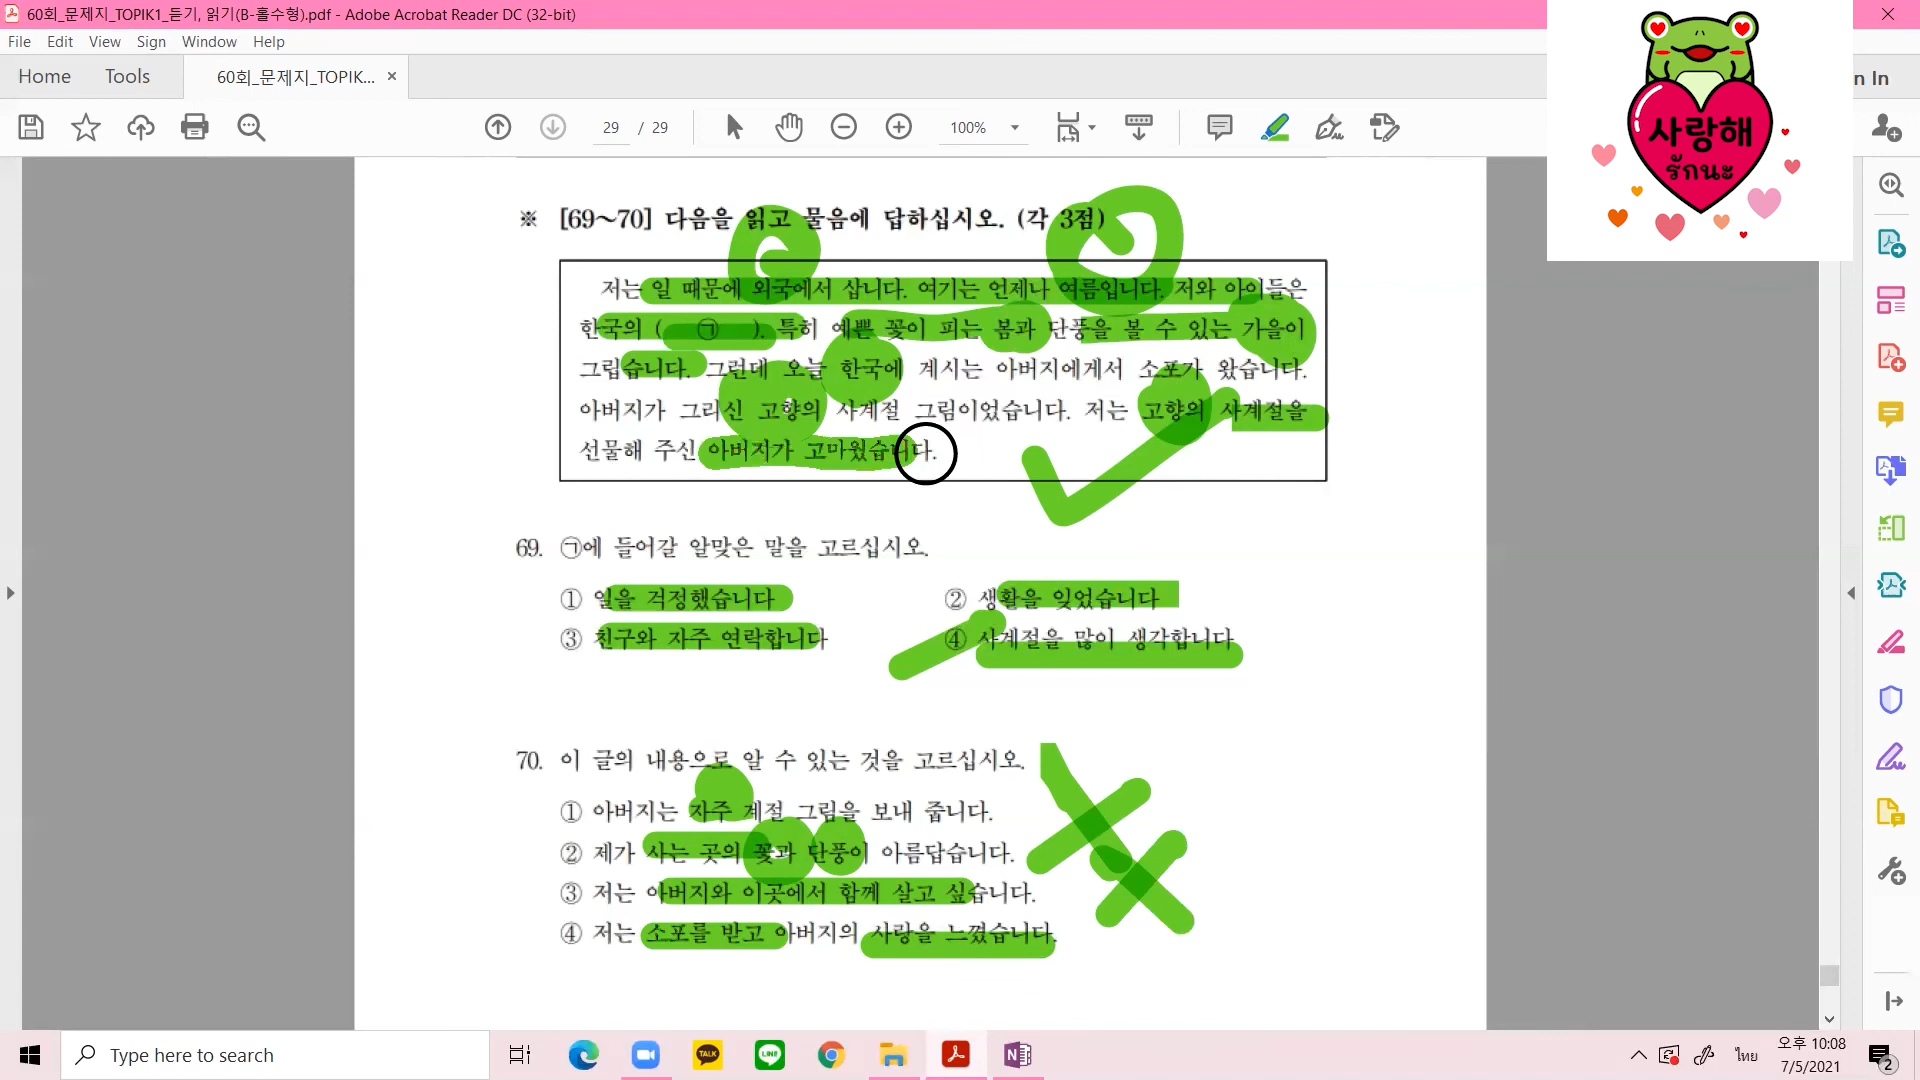 60회_문제지_TOPIK1_듣기, 읽기(B-홀수형).pdf - Adobe Acrobat Reader DC (32-bit)
File Edit View Sign Window Help
Home Tools 60회_문제지_TOPIK... × n In
29 / 29 100%
사랑해
รักนะ
※ [69~70] 다음을 읽고 물음에 답하십시오. (각 3점)
저는 일 때문에 외국에서 삽니다. 여기는 언제나 여름입니다. 저와 아이들은
한국의 ( ㉠ ). 특히 예쁜 꽃이 피는 봄과 단풍을 볼 수 있는 가을이
그립습니다. 그런데 오늘 한국에 계시는 아버지에게서 소포가 왔습니다.
아버지가 그리신 고향의 사계절 그림이었습니다. 저는 고향의 사계절을
선물해 주신 아버지가 고마웠습니다.
69. ㉠에 들어갈 알맞은 말을 고르십시오.
① 일을 걱정했습니다 ② 생활을 잊었습니다
③ 친구와 자주 연락합니다 ④ 사계절을 많이 생각합니다
70. 이 글의 내용으로 알 수 있는 것을 고르십시오.
① 아버지는 자주 계절 그림을 보내 줍니다.
② 제가 사는 곳의 꽃과 단풍이 아름답습니다.
③ 저는 아버지와 이곳에서 함께 살고 싶습니다.
④ 저는 소포를 받고 아버지의 사랑을 느꼈습니다.
Type here to search
TALK
LINE
ไทย
오후 10:08
7/5/2021
2